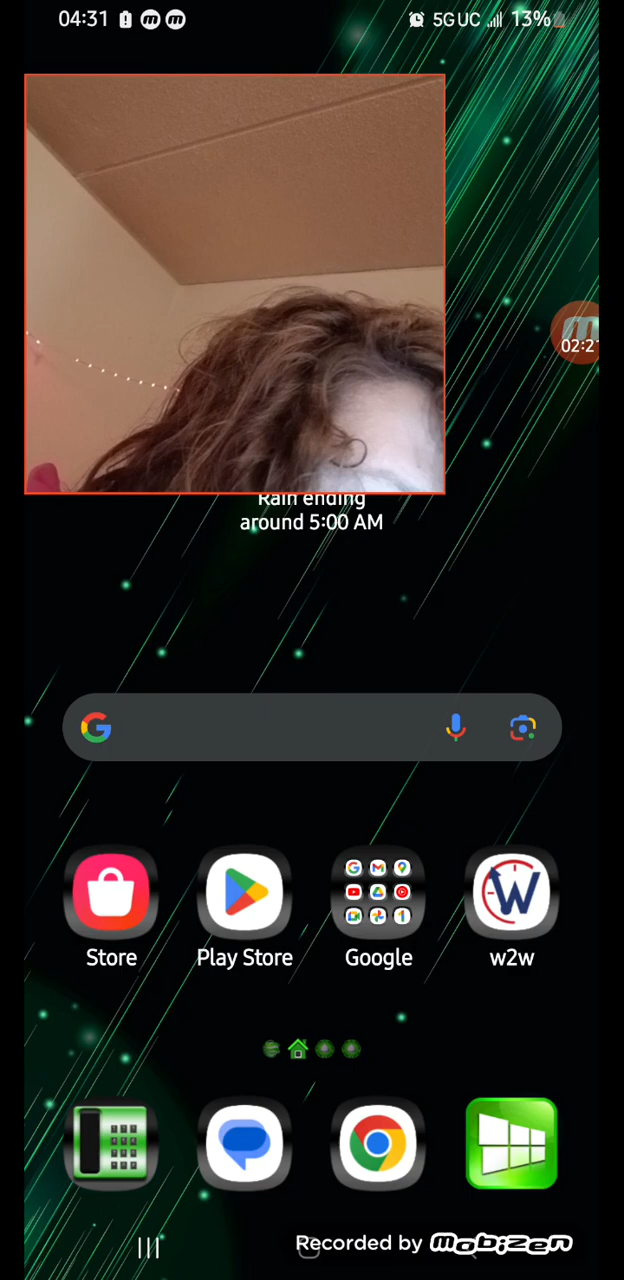 04:31
5G UC
13%
02:2
Rain ending
around 5:00 AM
Store
Play Store
Google
w2w
Recorded by mobizen